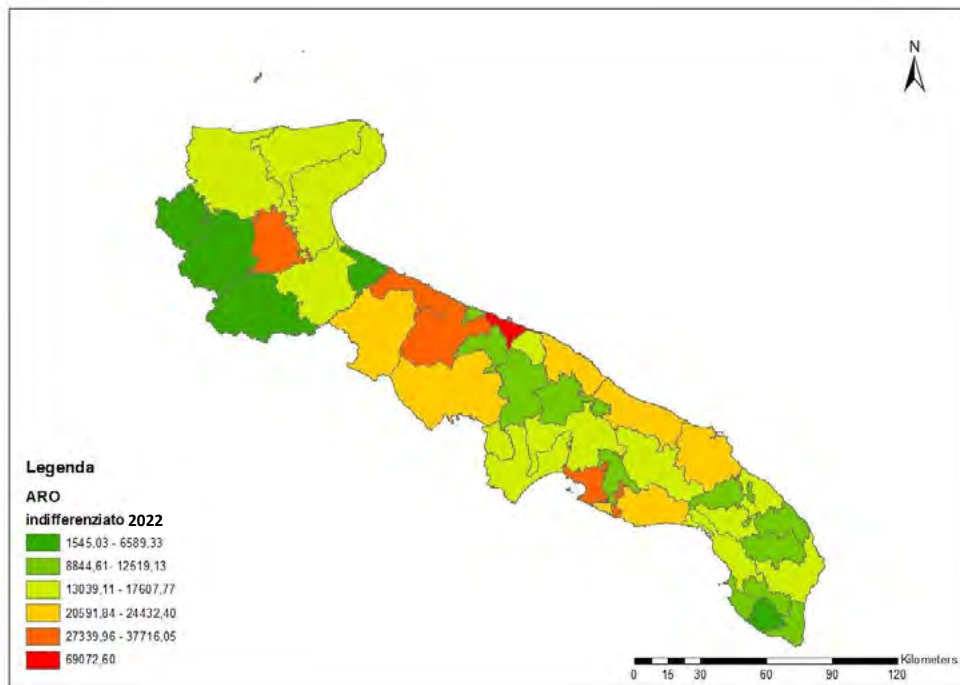 N
Legenda
ARO
indifferenziato 2022
1545,03 - 6589,33
8844,61- 12519,13
13039,11 - 17607,77
20591,84 - 24432,40
27339,96 - 37716,05
69072,60
Kilometers
0 15 30 60 90 120